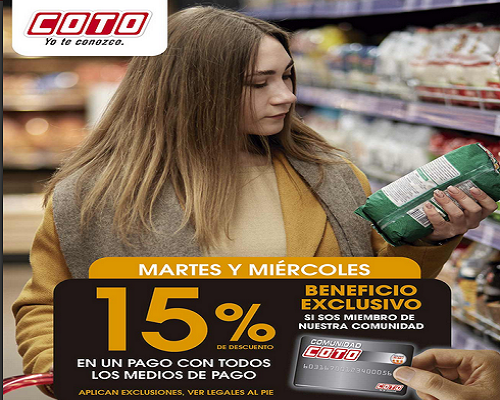 COTO
Yo te conozco.
MARTES Y MIÉRCOLES
15%
DE DESCUENTO
EN UN PAGO CON TODOS
LOS MEDIOS DE PAGO
APLICAN EXCLUSIONES, VER LEGALES AL PIE
BENEFICIO
EXCLUSIVO
SI SOS MIEMBRO DE
NUESTRA COMUNIDAD
COMUNIDAD
COTO